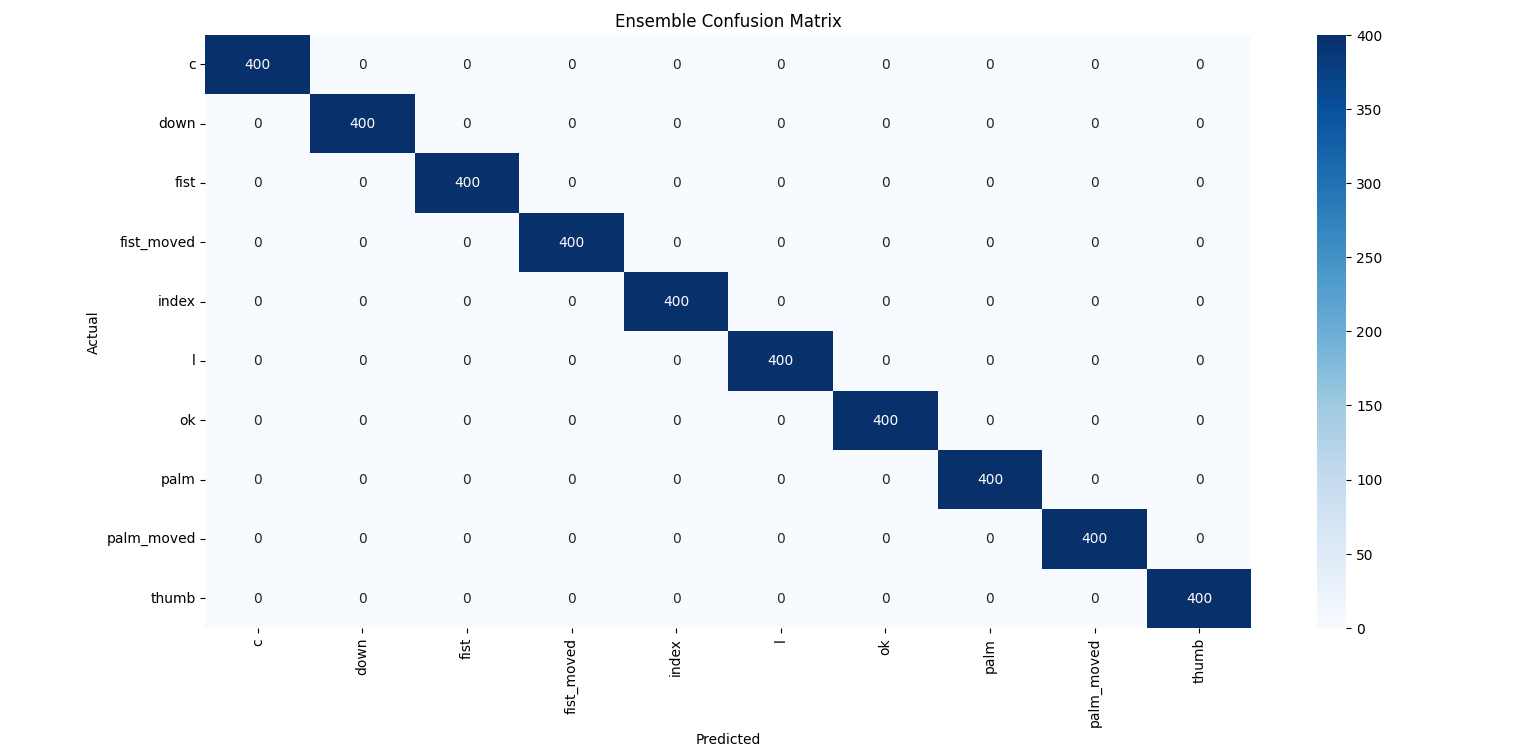 Ensemble Confusion Matrix
c 400 0 0 0 0 0 0 0 0 0
down 0 400 0 0 0 0 0 0 0 0
fist 0 0 400 0 0 0 0 0 0 0
fist_moved 0 0 0 400 0 0 0 0 0 0
index 0 0 0 0 400 0 0 0 0 0
l 0 0 0 0 0 400 0 0 0 0
ok 0 0 0 0 0 0 400 0 0 0
palm 0 0 0 0 0 0 0 400 0 0
palm_moved 0 0 0 0 0 0 0 0 400 0
thumb 0 0 0 0 0 0 0 0 0 400
Actual
c
down
fist
fist_moved
index
l
ok
palm
palm_moved
thumb
Predicted
400
350
300
250
200
150
100
50
0